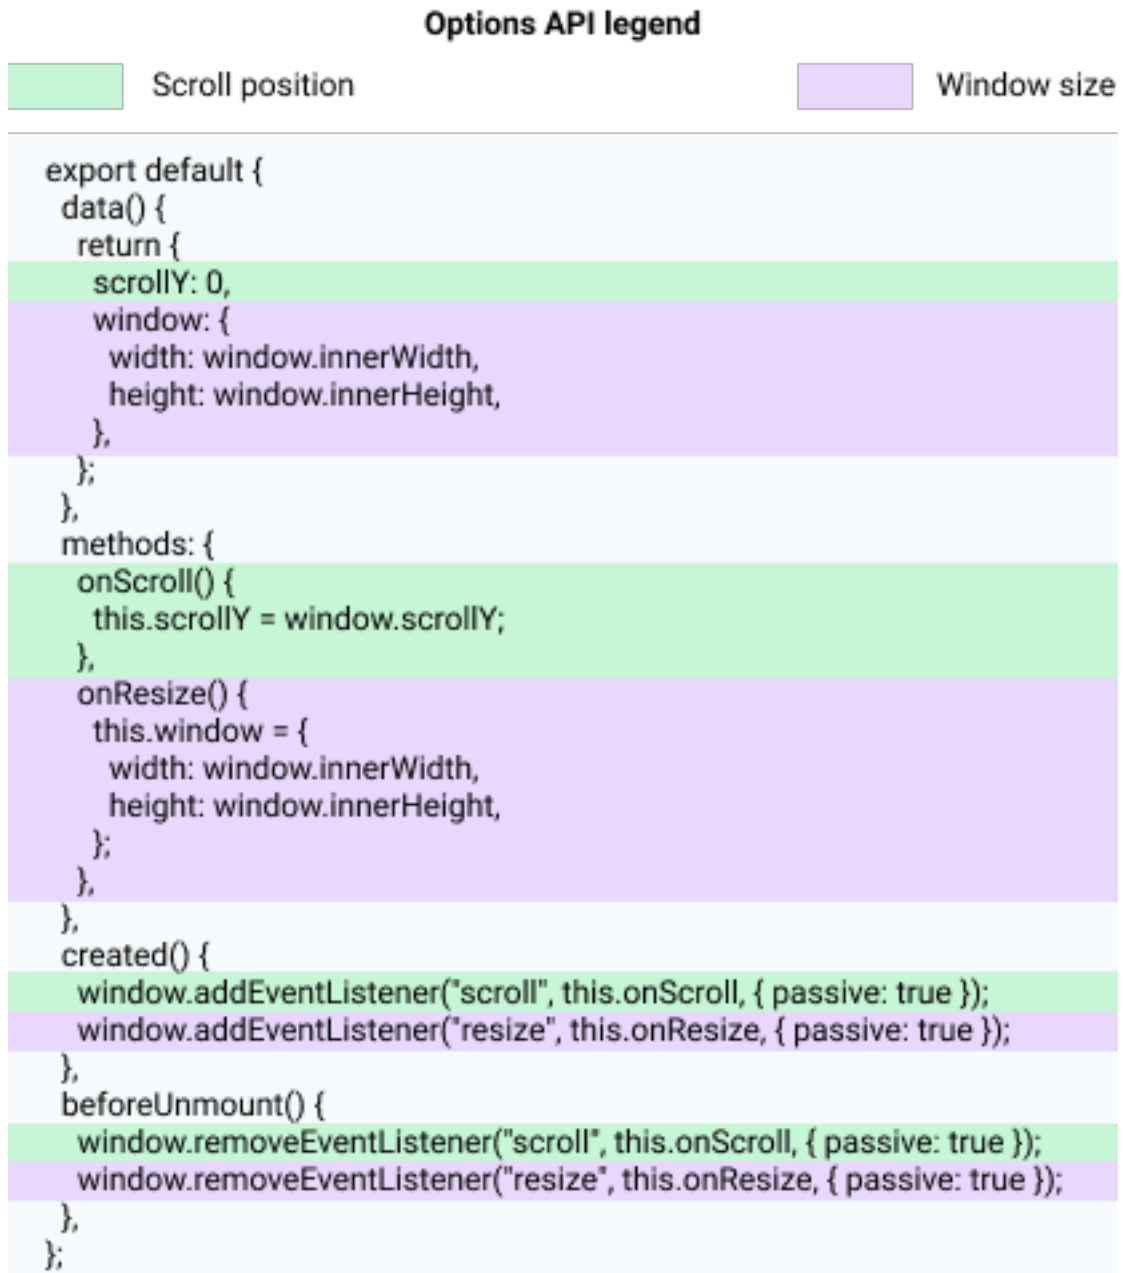 Options API legend
Scroll position
Window size
export default {
data() {
return {
scrollY: 0,
window: {
width: window.innerWidth,
height: window.innerHeight,
},
};
},
methods: {
onScroll() {
this.scrollY = window.scrollY;
},
onResize() {
this.window = {
width: window.innerWidth,
height: window.innerHeight,
};
},
},
created() {
window.addEventListener("scroll", this.onScroll, { passive: true });
window.addEventListener("resize", this.onResize, { passive: true });
},
beforeUnmount() {
window.removeEventListener("scroll", this.onScroll, { passive: true });
window.removeEventListener("resize", this.onResize, { passive: true });
},
};